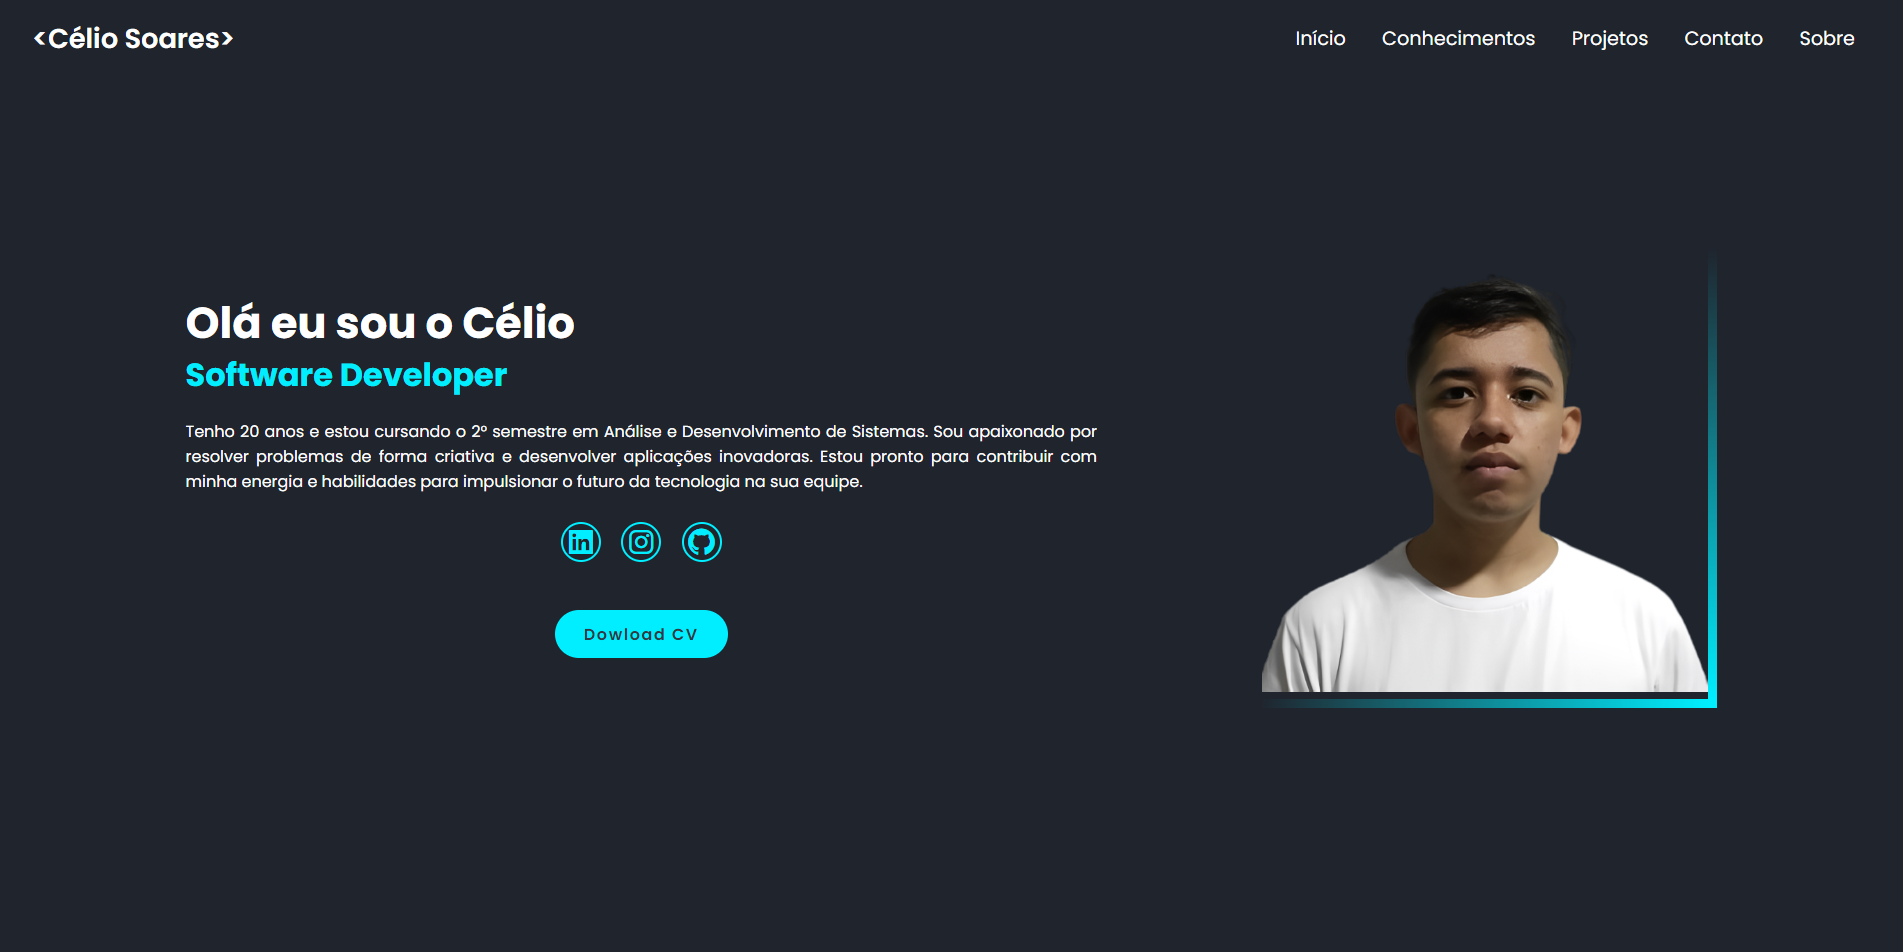 <Célio Soares>
Início Conhecimentos Projetos Contato Sobre
Olá eu sou o Célio
Software Developer
Tenho 20 anos e estou cursando o 2º semestre em Análise e Desenvolvimento de Sistemas. Sou apaixonado por
resolver problemas de forma criativa e desenvolver aplicações inovadoras. Estou pronto para contribuir com
minha energia e habilidades para impulsionar o futuro da tecnologia na sua equipe.
in
Dowload CV